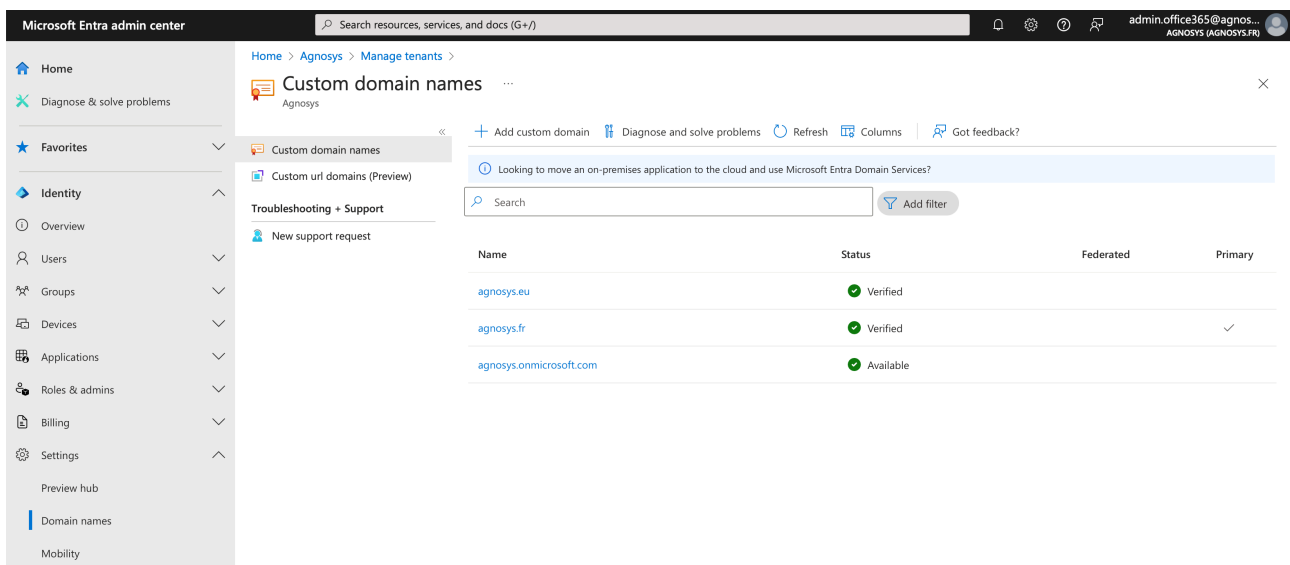 Microsoft Entra admin center
Search resources, services, and docs (G+/)
admin.office365@agnos...
AGNOSYS (AGNOSYS.FR)
Home
Diagnose & solve problems
Favorites
Identity
Overview
Users
Groups
Devices
Applications
Roles & admins
Billing
Settings
Preview hub
Domain names
Mobility
Home > Agnosys > Manage tenants >
Custom domain names ...
Agnosys
«
Custom domain names
Custom url domains (Preview)
Troubleshooting + Support
New support request
Add custom domain Diagnose and solve problems Refresh Columns Got feedback?
Looking to move an on-premises application to the cloud and use Microsoft Entra Domain Services?
Search
Add filter
Name Status Federated Primary
agnosys.eu Verified
agnosys.fr Verified
agnosys.onmicrosoft.com Available